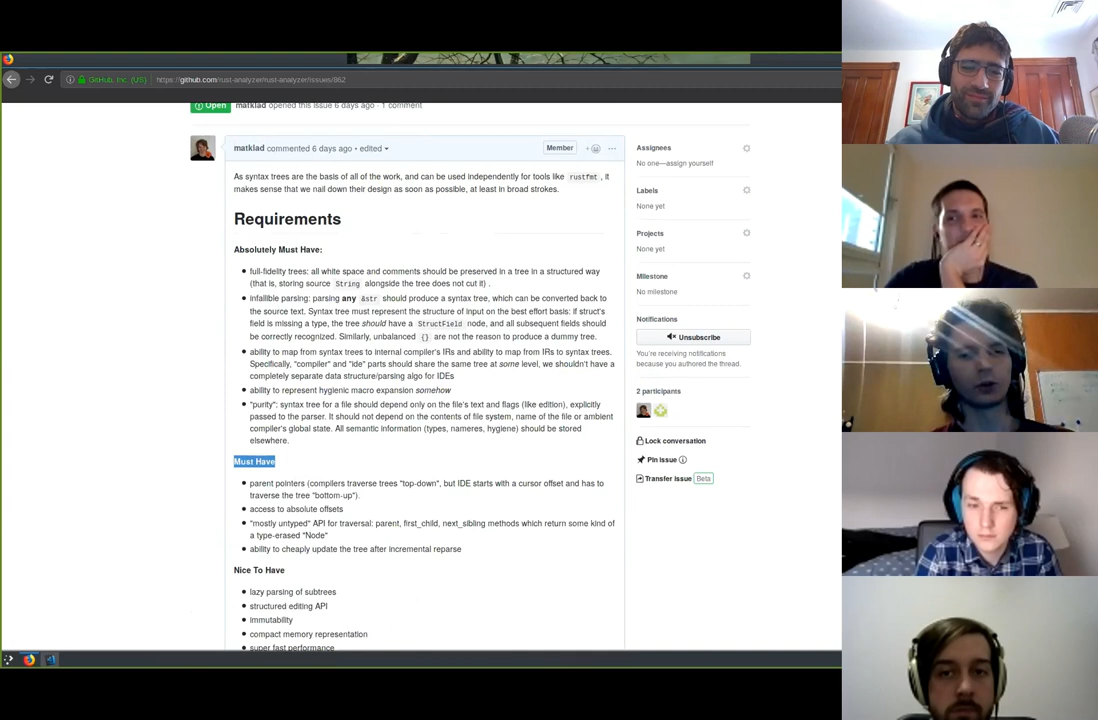 GitHub, Inc. (US) https://github.com/rust-analyzer/rust-analyzer/issues/862
Open matklad opened this issue 6 days ago · 1 comment
matklad commented 6 days ago • edited Member
As syntax trees are the basis of all of the work, and can be used independently for tools like rustfmt, it
makes sense that we nail down their design as soon as possible, at least in broad strokes.
Requirements
Absolutely Must Have:
• full-fidelity trees: all white space and comments should be preserved in a tree in a structured way
(that is, storing source String alongside the tree does not cut it) .
• infallible parsing: parsing any &str should produce a syntax tree, which can be converted back to
the source text. Syntax tree must represent the structure of input on the best effort basis: if struct's
field is missing a type, the tree should have a StructField node, and all subsequent fields should
be correctly recognized. Similarly, unbalanced {} are not the reason to produce a dummy tree.
• ability to map from syntax trees to internal compiler's IRs and ability to map from IRs to syntax trees.
Specifically, "compiler" and "ide" parts should share the same tree at some level, we shouldn't have a
completely separate data structure/parsing algo for IDEs
• ability to represent hygienic macro expansion somehow
• "purity": syntax tree for a file should depend only on the file's text and flags (like edition), explicitly
passed to the parser. It should not depend on the contents of file system, name of the file or ambient
compiler's global state. All semantic information (types, nameres, hygiene) should be stored
elsewhere.
Must Have
• parent pointers (compilers traverse trees "top-down", but IDE starts with a cursor offset and has to
traverse the tree "bottom-up").
• access to absolute offsets
• "mostly untyped" API for traversal: parent, first_child, next_sibling methods which return some kind of
a type-erased "Node"
• ability to cheaply update the tree after incremental reparse
Nice To Have
• lazy parsing of subtrees
• structured editing API
• immutability
• compact memory representation
• super fast performance
Assignees
No one—assign yourself
Labels
None yet
Projects
None yet
Milestone
No milestone
Notifications
Unsubscribe
You're receiving notifications
because you authored the thread.
2 participants
Lock conversation
Pin issue
Transfer issue Beta